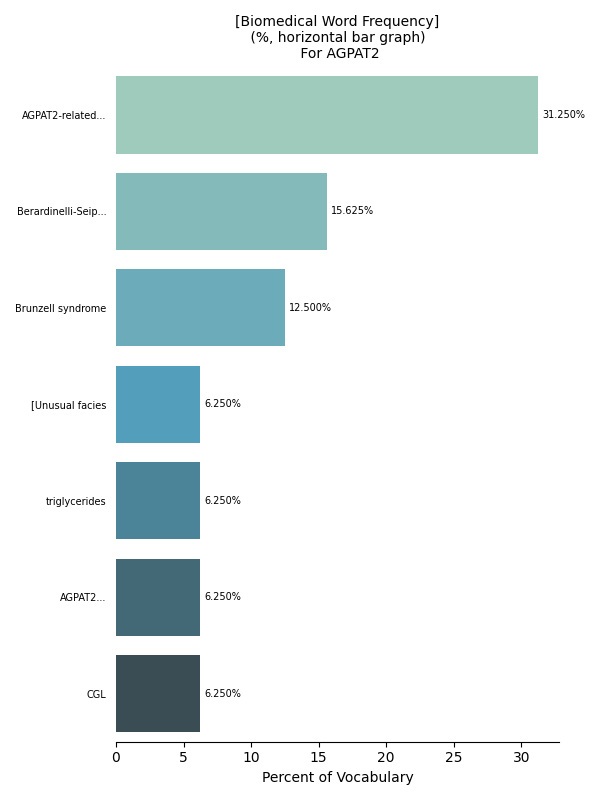 [Biomedical Word Frequency]
(%, horizontal bar graph)
For AGPAT2
AGPAT2-related...
31.250%
Berardinelli-Seip...
15.625%
Brunzell syndrome
12.500%
[Unusual facies
6.250%
triglycerides
6.250%
AGPAT2...
6.250%
CGL
6.250%
0 5 10 15 20 25 30
Percent of Vocabulary